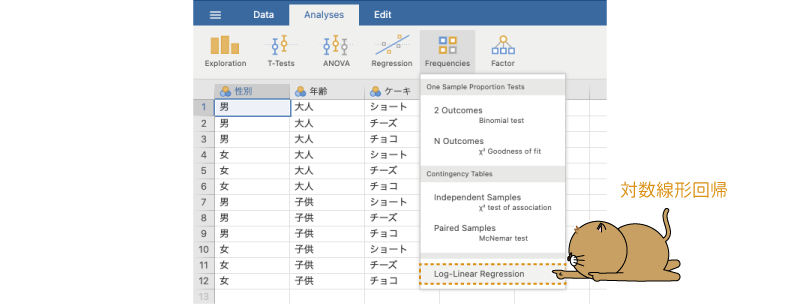 Data Analyses Edit
Exploration T-Tests ANOVA Regression Frequencies Factor
性別 年齢 ケーキ
1 男 大人 ショート
2 男 大人 チーズ
3 男 大人 チョコ
4 女 大人 ショート
5 女 大人 チーズ
6 女 大人 チョコ
7 男 子供 ショート
8 男 子供 チーズ
9 男 子供 チョコ
10 女 子供 ショート
11 女 子供 チーズ
12 女 子供 チョコ
13
One Sample Proportion Tests
2 Outcomes
Binomial test
N Outcomes
χ² Goodness of fit
Contingency Tables
Independent Samples
χ² test of association
Paired Samples
McNemar test
Log-Linear Regression
対数線形回帰